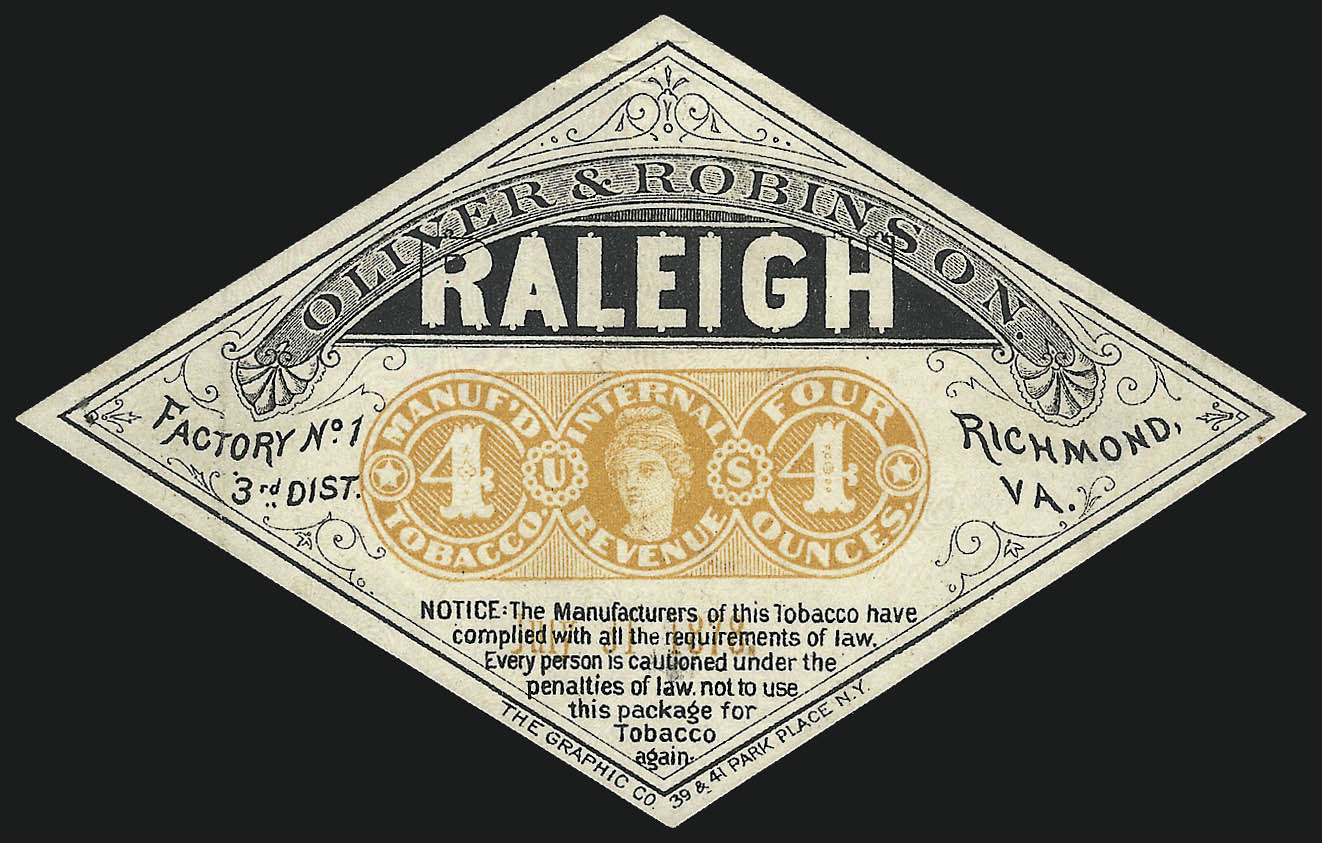 OLIVER & ROBINSON.
RALEIGH
FACTORY No. 1
3rd DIST.
RICHMOND,
VA.
MANUF'D
4
TOBACCO.
U
INTERNAL
REVENUE
S
FOUR
4
OUNCES.
NOTICE: The Manufacturers of this Tobacco have
complied with all the requirements of law.
Every person is cautioned under the
penalties of law. not to use
this package for
Tobacco
again.
THE GRAPHIC CO. 39 & 41 PARK PLACE N.Y.
1878.